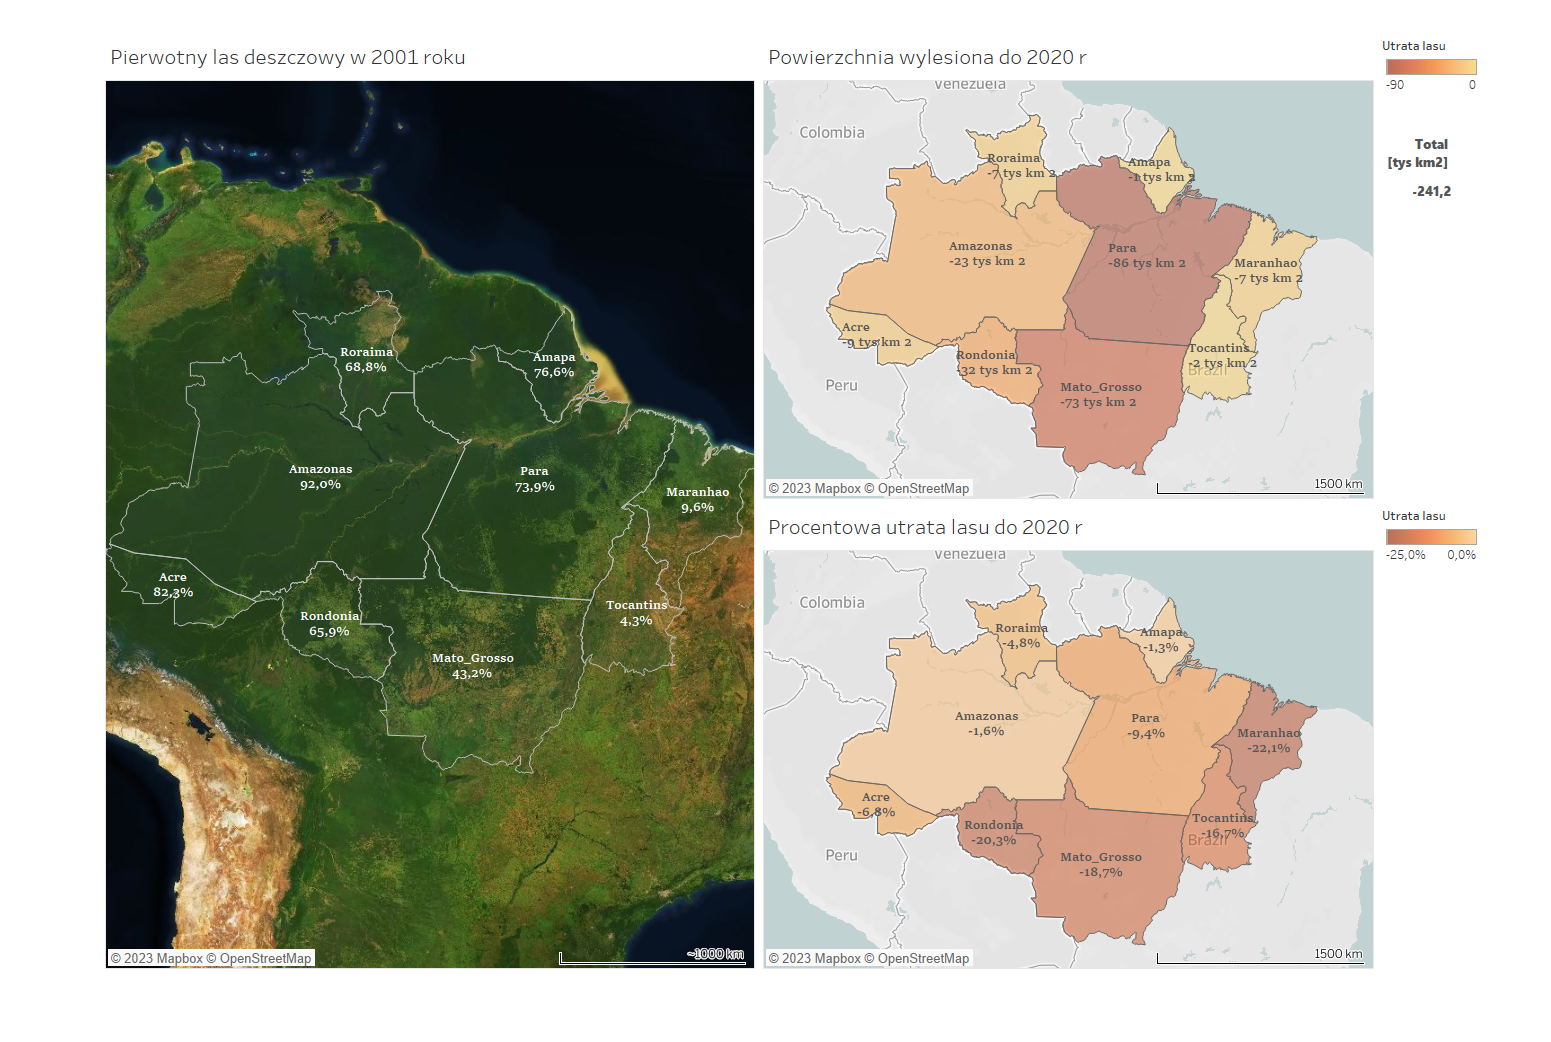 Pierwotny las deszczowy w 2001 roku
Roraima
68,8%
Amapa
76,6%
Amazonas
92,0%
Para
73,9%
Maranhao
9,6%
Acre
82,3%
Rondonia
65,9%
Tocantins
4,3%
Mato_Grosso
43,2%
© 2023 Mapbox © OpenStreetMap
~1000 km
Powierzchnia wylesiona do 2020 r
Venezuela
Colombia
Roraima
-7 tys km 2
Amapa
-1 tys km 2
Amazonas
-23 tys km 2
Para
-86 tys km 2
Maranhao
-7 tys km 2
Acre
-9 tys km 2
Rondonia
-32 tys km 2
Tocantins
-2 tys km 2
Brazil
Peru
Mato_Grosso
-73 tys km 2
© 2023 Mapbox © OpenStreetMap
1500 km
Utrata lasu
-90 0
Total
[tys km2]
-241,2
Procentowa utrata lasu do 2020 r
Venezuela
Colombia
Roraima
-4,8%
Amapa
-1,3%
Amazonas
-1,6%
Para
-9,4%
Maranhao
-22,1%
Acre
-6,8%
Rondonia
-20,3%
Tocantins
-16,7%
Brazil
Peru
Mato_Grosso
-18,7%
© 2023 Mapbox © OpenStreetMap
1500 km
Utrata lasu
-25,0% 0,0%